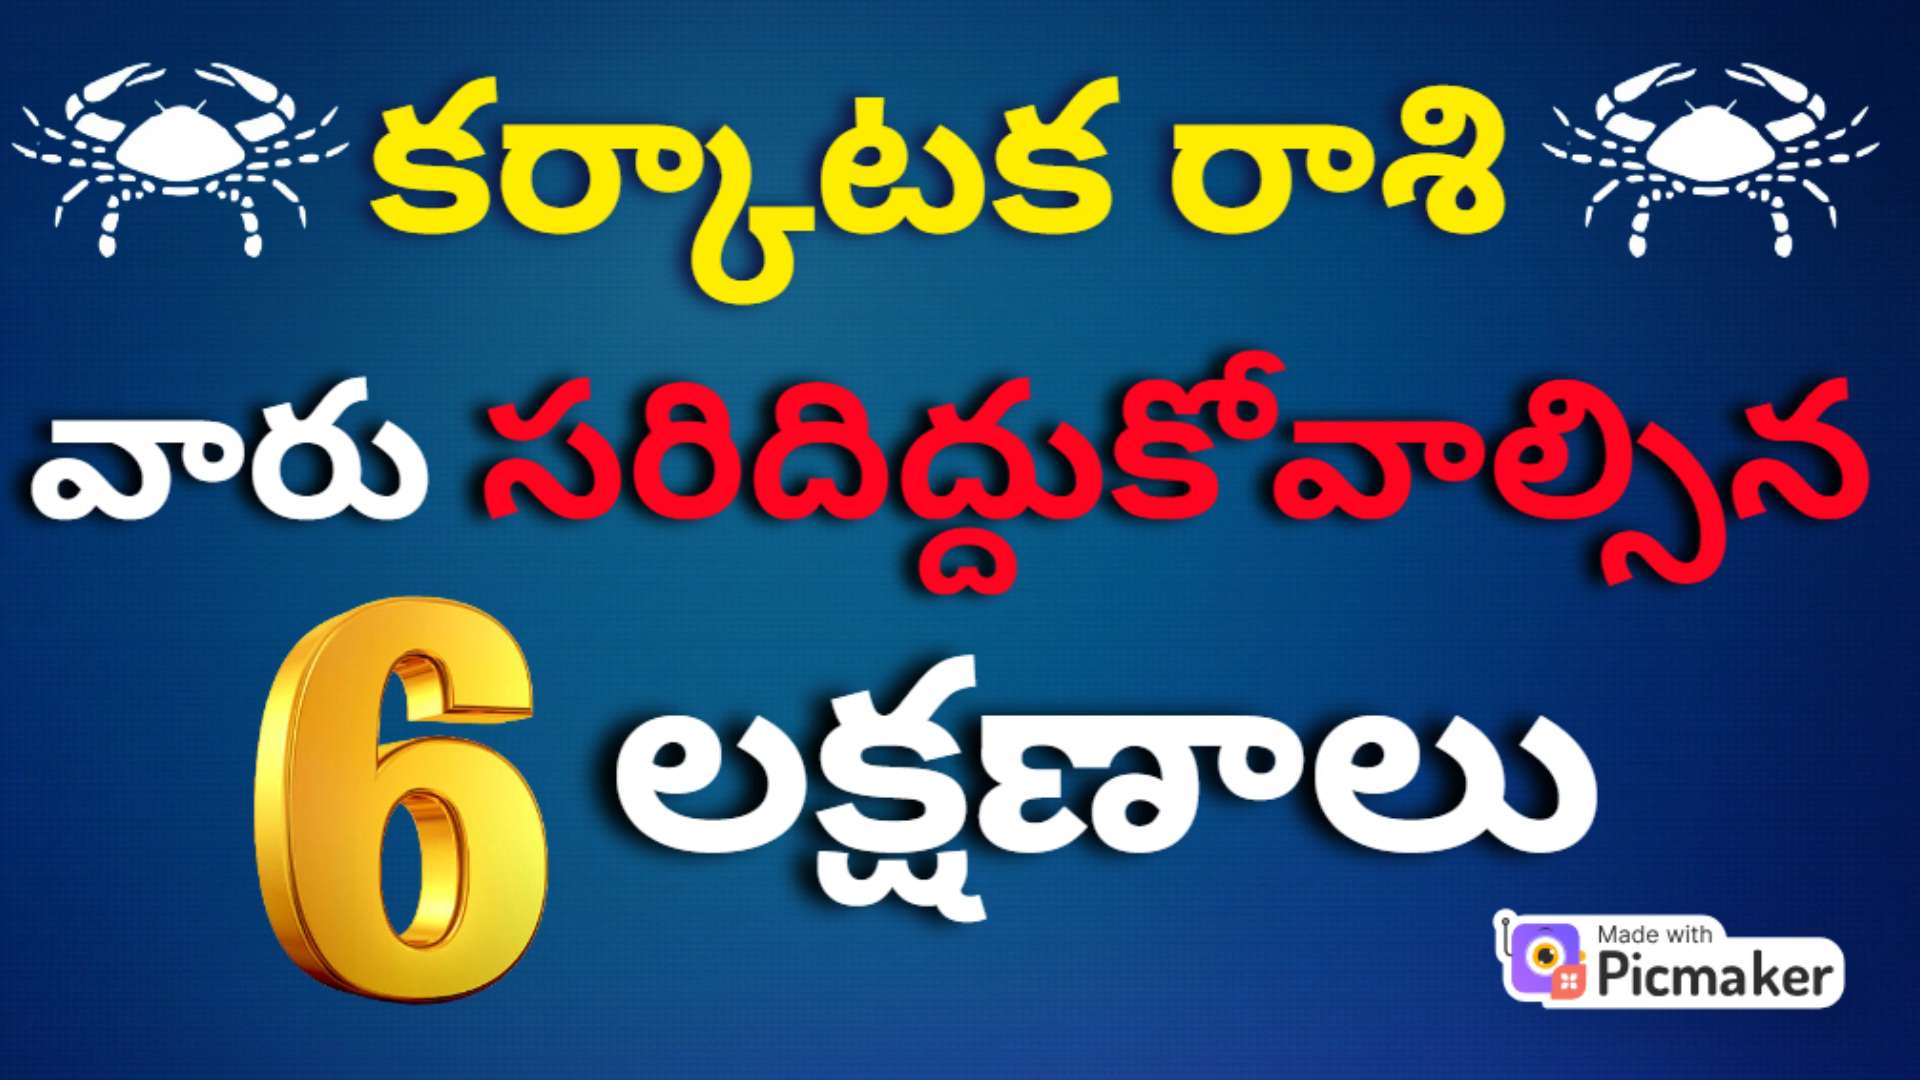 కర్కాటక రాశి
వారు సరిదిద్దుకోవాల్సిన
6 లక్షణాలు
Made with
Picmaker